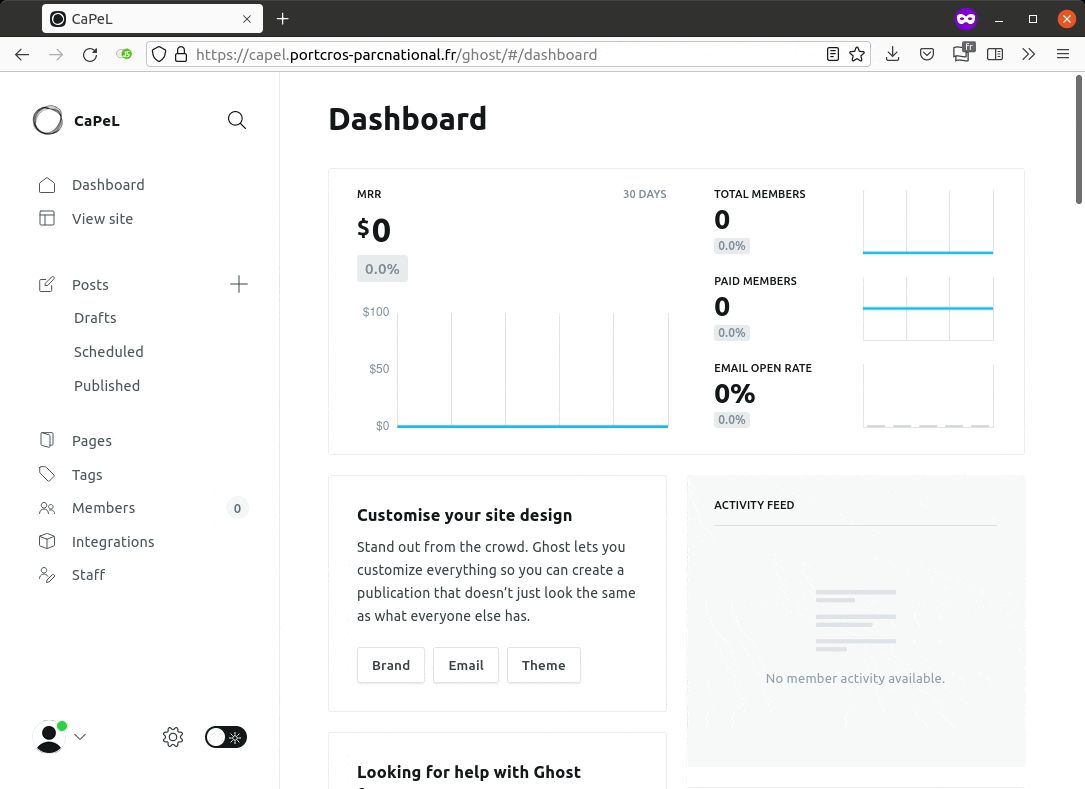 CaPeL
https://capel.portcros-parcnational.fr/ghost/#/dashboard
fr
CaPeL
Dashboard
View site
Posts
Drafts
Scheduled
Published
Pages
Tags
Members 0
Integrations
Staff
Dashboard
MRR 30 DAYS
$0
0.0%
$100
$50
$0
TOTAL MEMBERS
0
0.0%
PAID MEMBERS
0
0.0%
EMAIL OPEN RATE
0%
0.0%
Customise your site design
Stand out from the crowd. Ghost lets you
customize everything so you can create a
publication that doesn’t just look the same
as what everyone else has.
Brand Email Theme
ACTIVITY FEED
No member activity available.
Looking for help with Ghost